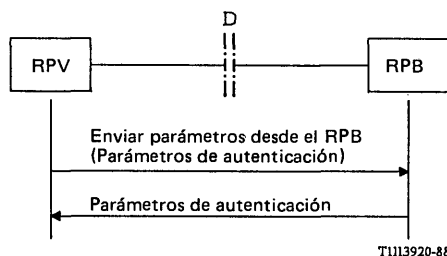 D
RPV
RPB
Enviar parámetros desde el RPB
(Parámetros de autenticación)
Parámetros de autenticación
T1113920-88